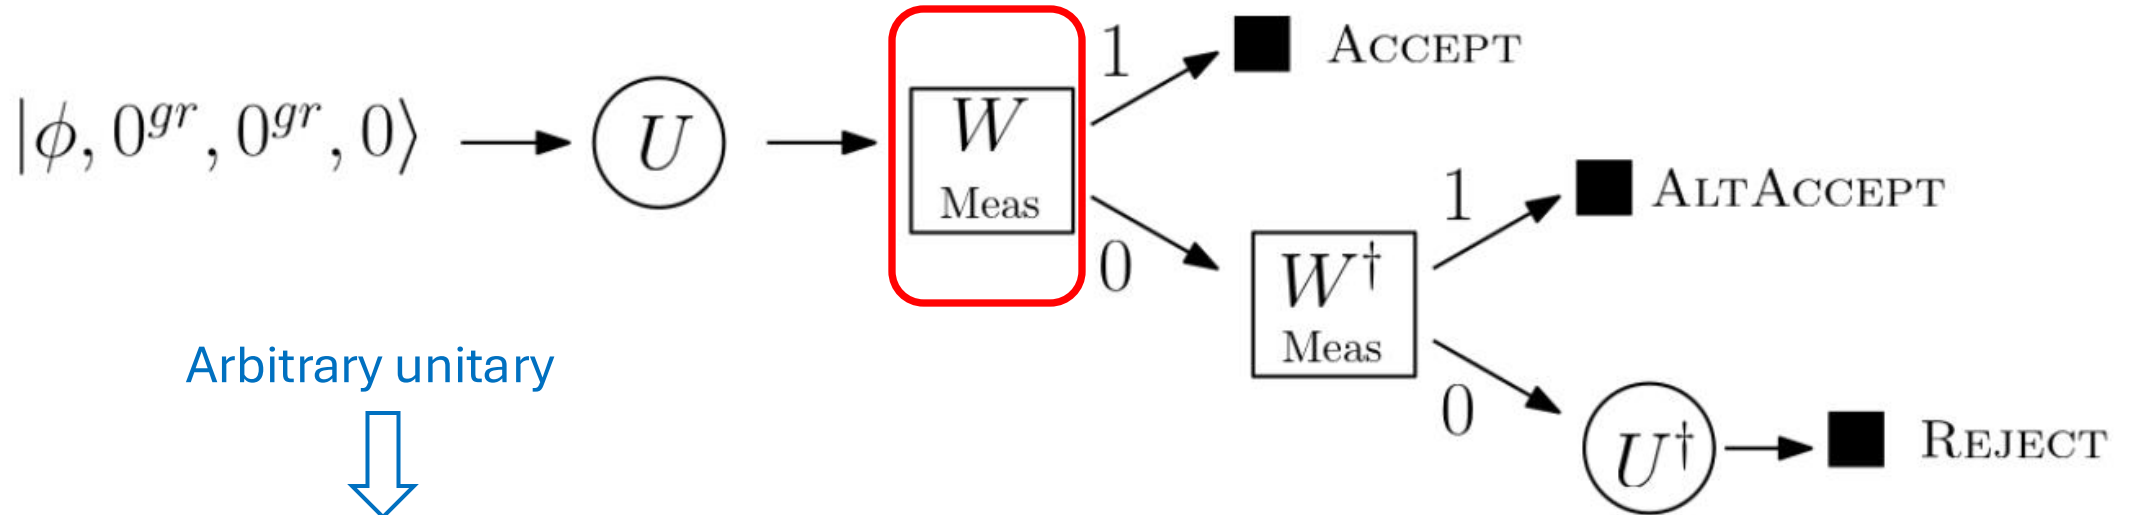 1 ACCEPT
|ϕ, 0^{gr}, 0^{gr}, 0⟩ U W
Meas
1 ALTACCEPT
0 W†
Meas
Arbitrary unitary
0 U† REJECT